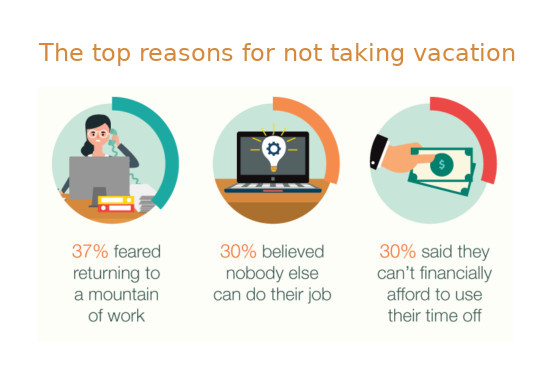 The top reasons for not taking vacation
$
37% feared
returning to
a mountain
of work
30% believed
nobody else
can do their job
30% said they
can't financially
afford to use
their time off